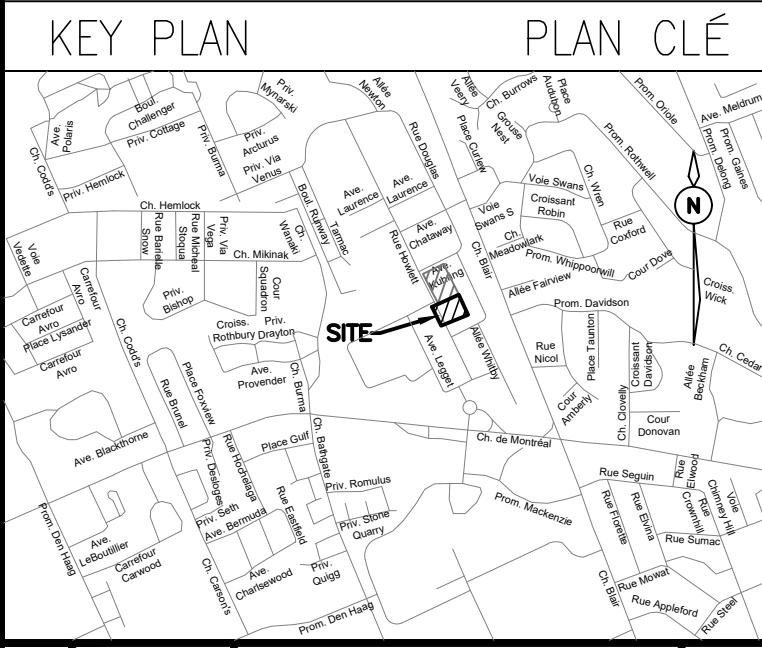 KEY PLAN
PLAN CLÉ
Ave.
Polaris
Boul.
Challenger
Priv. Cottage
Ch. Codd's
Priv. Hemlock
Priv. Burma
Priv.
Mynarski
Priv.
Arcturus
Priv. Via
Venus
Allée
Newton
Rue Douglas
Allée
Veery
Ch. Burrows
Place
Audubon
Grouse
Nest
Place Curlew
Prom. Oriole
Ave. Meldrum
Prom. Gaines
Prom. Delong
Prom. Rothwell
Voie Swans
Ch. Wren
Croissant
Robin
Rue
Coxford
Voie
Swans S
Ch.
Meadowlark
Prom. Whippoorwill
Cour Dove
Croiss.
Wick
N
Boul. Runway
Tarmac
Ave.
Laurence
Ave.
Laurence
Ave.
Chataway
Rue Howlett
Ch. Blair
Ch. Hemlock
Voie
Vedette
Rue Barielle
Snow
Rue Micheal
Stoqua
Priv. Via
Vega
Ch. Mikinak
Ch.
Wanaki
Cour
Squadron
Priv.
Bishop
Carrefour
Avro
Carrefour
Avro
Place Lysander
Carrefour
Avro
Ch. Codd's
Croiss.
Rothbury
Priv.
Drayton
Ave.
Provender
Ch. Burma
SITE
Ave.
Kubling
Ave. Legget
Allée Whitby
Allée Fairview
Prom. Davidson
Rue
Nicol
Place Taunton
Croissant
Davidson
Cour
Amberly
Ch. Clovelly
Cour
Donovan
Allée
Beckham
Ch. Cedar
Rue Brunel
Place Foxview
Ave. Blackthorne
Place Gulf
Ch. Bathgate
Ch. de Montréal
Priv. Desloges
Rue Hochelaga
Priv. Seth
Ave. Bermuda
Rue Eastfield
Priv. Romulus
Priv. Stone
Quarry
Prom. Mackenzie
Rue Seguin
Rue
Elwood
Rue Florette
Rue Elvina
Rue
Crownhill
Voie
Chimney Hill
Rue Sumac
Prom. Den Haag
Ave.
LeBoutillier
Carrefour
Carwood
Ch. Carson's
Ave.
Charlsewood
Priv.
Quigg
Prom. Den Haag
Ch. Blair
Rue Mowat
Rue Appleford
Rue Steel